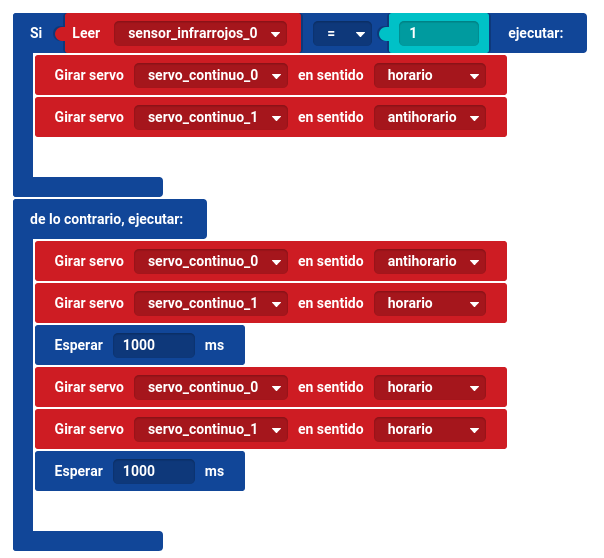 Si Leer sensor_infrarrojos_0 = 1 ejecutar:
Girar servo servo_continuo_0 en sentido horario
Girar servo servo_continuo_1 en sentido antihorario
de lo contrario, ejecutar:
Girar servo servo_continuo_0 en sentido antihorario
Girar servo servo_continuo_1 en sentido horario
Esperar 1000 ms
Girar servo servo_continuo_0 en sentido horario
Girar servo servo_continuo_1 en sentido horario
Esperar 1000 ms